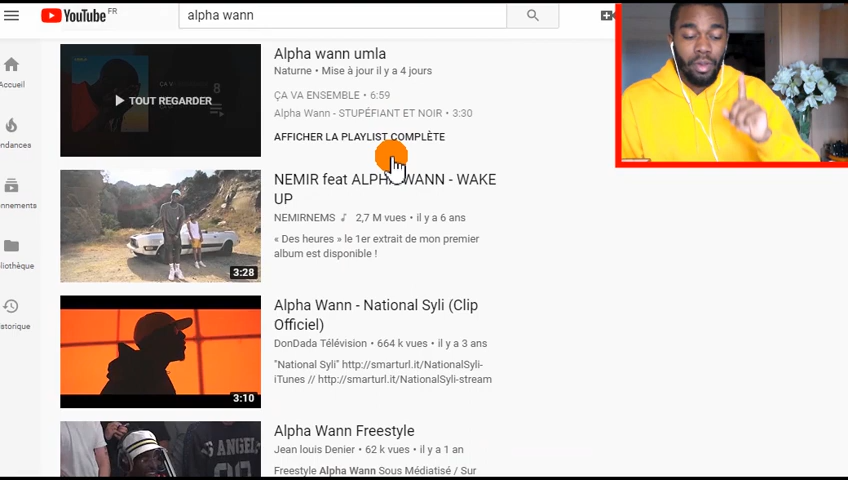 YouTube FR
alpha wann
Accueil
ndances
nnements
liothèque
storique
TOUT REGARDER
8
Alpha wann umla
Naturne • Mise à jour il y a 4 jours
ÇA VA ENSEMBLE • 6:59
Alpha Wann - STUPÉFIANT ET NOIR • 3:30
AFFICHER LA PLAYLIST COMPLÈTE
NEMIR feat ALPHA WANN - WAKE
UP
NEMIRNEMS ♪ 2,7 M vues • il y a 6 ans
« Des heures » le 1er extrait de mon premier
album est disponible !
3:28
Alpha Wann - National Syli (Clip
Officiel)
DonDada Télévision • 664 k vues • il y a 3 ans
"National Syli" http://smarturl.it/NationalSyli-
iTunes // http://smarturl.it/NationalSyli-stream
3:10
Alpha Wann Freestyle
Jean louis Denier • 62 k vues • il y a 1 an
Freestyle Alpha Wann Sous Médiatisé / Sur
S ANGEL